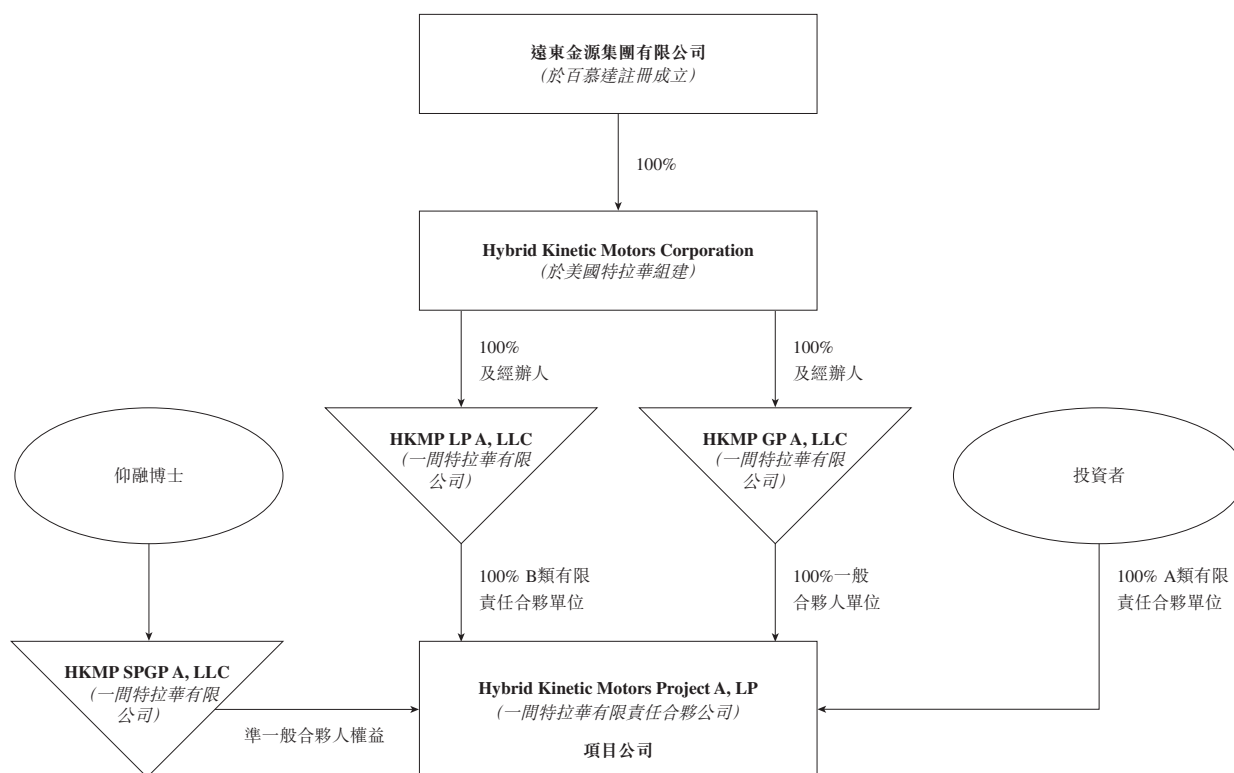 遠東金源集團有限公司
(於百慕達註冊成立)
100%
Hybrid Kinetic Motors Corporation
(於美國特拉華組建)
100%
及經辦人
100%
及經辦人
HKMP LP A, LLC
(一間特拉華有限
公司)
HKMP GP A, LLC
(一間特拉華有限
公司)
仰融博士
投資者
100% B類有限
責任合夥單位
100%一般
合夥人單位
100% A類有限
責任合夥單位
HKMP SPGP A, LLC
(一間特拉華有限
公司)
準一般合夥人權益
Hybrid Kinetic Motors Project A, LP
(一間特拉華有限責任合夥公司)
項目公司